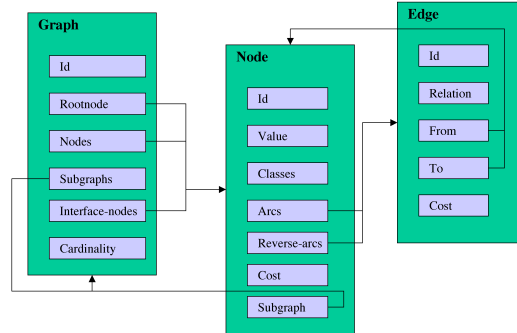 Graph
Id
Rootnode
Nodes
Subgraphs
Interface-nodes
Cardinality
Node
Id
Value
Classes
Arcs
Reverse-arcs
Cost
Subgraph
Edge
Id
Relation
From
To
Cost